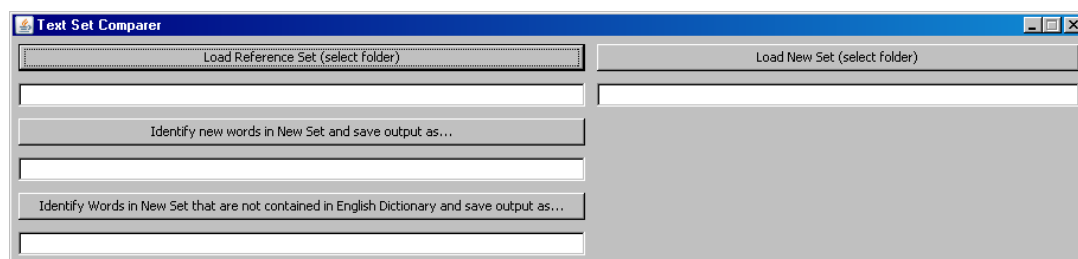 Text Set Comparer
Load Reference Set (select folder)
Load New Set (select folder)
Identify new words in New Set and save output as...
Identify Words in New Set that are not contained in English Dictionary and save output as...